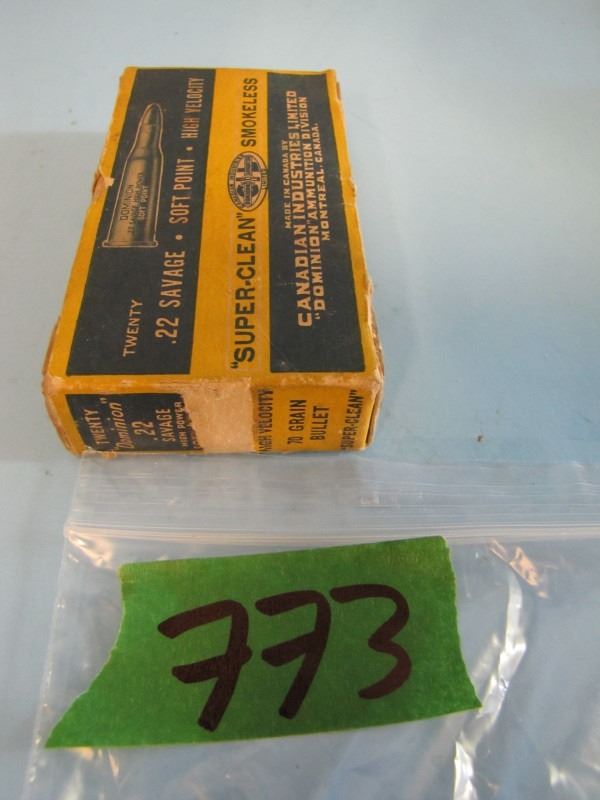 TWENTY
.22 SAVAGE • SOFT POINT • HIGH VELOCITY
DOMINION
SOFT POINT
"SUPER-CLEAN" SMOKELESS
MADE IN CANADA BY
CANADIAN INDUSTRIES LIMITED
"DOMINION" AMMUNITION DIVISION
MONTREAL, CANADA.
TWENTY
"Dominion"
.22
SAVAGE
HIGH POWER
HIGH VELOCITY
70 GRAIN
BULLET
"SUPER-CLEAN"
773